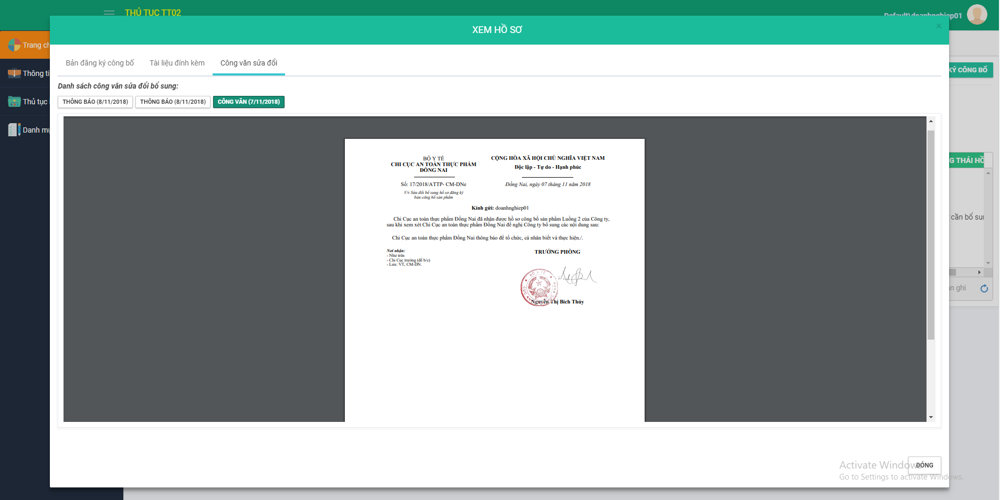 THỦ TỤC TT02
Default\doanhnghiep01
XEM HỒ SƠ
×
Trang ch
Thông ti
Thủ tục
Danh mụ
Bản đăng ký công bố
Tài liệu đính kèm
Công văn sửa đổi
KÝ CÔNG BỐ
Danh sách công văn sửa đổi bổ sung:
THÔNG BÁO (8/11/2018)
THÔNG BÁO (8/11/2018)
CÔNG VĂN (7/11/2018)
BỘ Y TẾ
CHI CỤC AN TOÀN THỰC PHẨM
ĐỒNG NAI
CỘNG HÒA XÃ HỘI CHỦ NGHĨA VIỆT NAM
Độc lập - Tự do - Hạnh phúc
Số: 17/2018/ATTP- CM-DNe
Đồng Nai, ngày 07 tháng 11 năm 2018
V/v Sửa đổi bổ sung hồ sơ đăng ký
bản công bố sản phẩm
Kính gửi: doanhnghiep01
Chi Cục an toàn thực phẩm Đồng Nai đã nhận được hồ sơ công bố sản phẩm Luồng 2 của Công ty,
sau khi xem xét Chi Cục an toàn thực phẩm Đồng Nai đề nghị Công ty bổ sung các nội dung sau:
Chi Cục an toàn thực phẩm Đồng Nai thông báo để tổ chức, cá nhân biết và thực hiện./.
Nơi nhận:
- Như trên
- Chi Cục trưởng (để b/c)
- Lưu: VT, CM-DN.
TRƯỞNG PHÒNG
BỘ Y TẾ
Nguyễn Thị Bích Thủy
G THÁI HỒ
cần bổ su
n ghi
ĐÓNG
Activate Windows
Go to Settings to activate Windows.